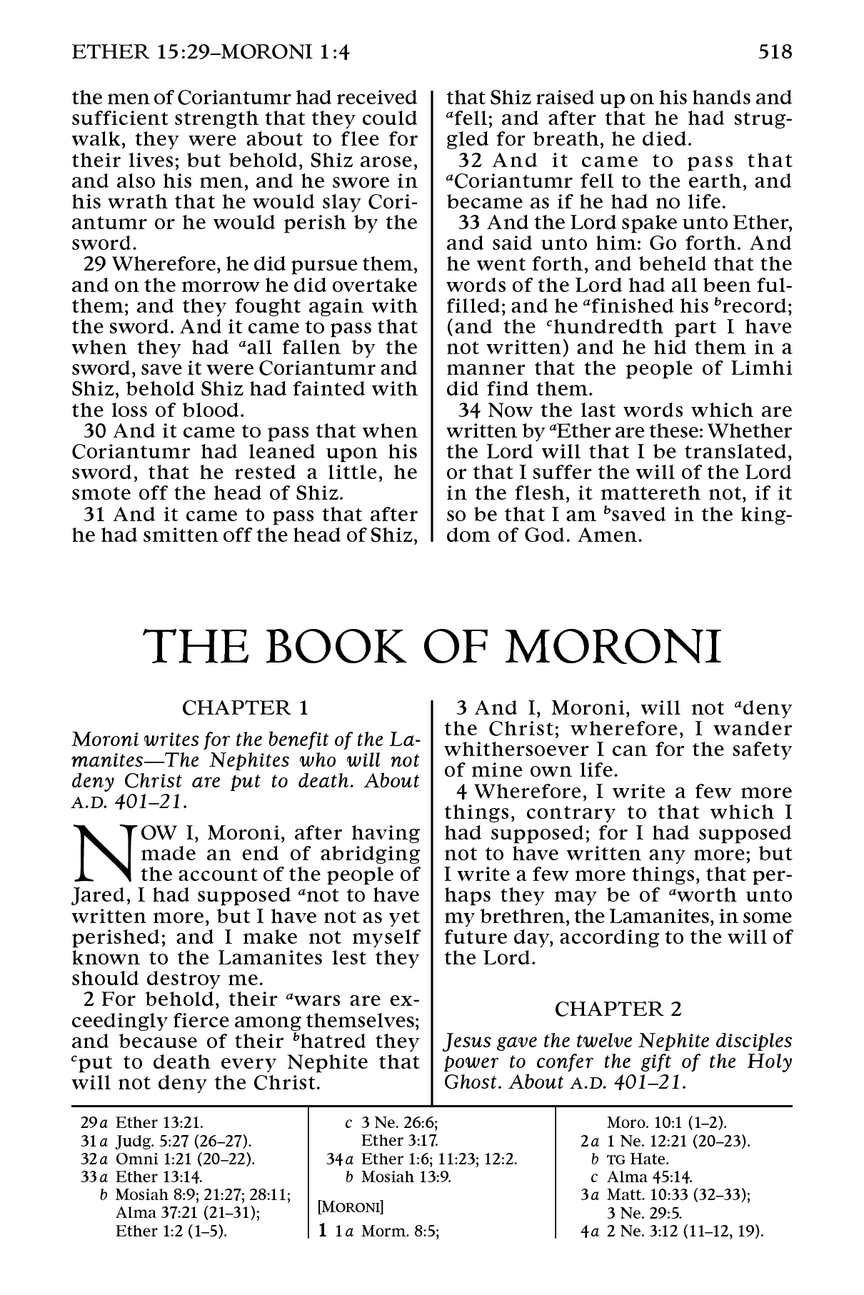 ETHER 15:29–MORONI 1:4 518
the men of Coriantumr had received
sufficient strength that they could
walk, they were about to flee for
their lives; but behold, Shiz arose,
and also his men, and he swore in
his wrath that he would slay Cori-
antumr or he would perish by the
sword.
29 Wherefore, he did pursue them,
and on the morrow he did overtake
them; and they fought again with
the sword. And it came to pass that
when they had ᵃall fallen by the
sword, save it were Coriantumr and
Shiz, behold Shiz had fainted with
the loss of blood.
30 And it came to pass that when
Coriantumr had leaned upon his
sword, that he rested a little, he
smote off the head of Shiz.
31 And it came to pass that after
he had smitten off the head of Shiz,
that Shiz raised up on his hands and
ᵃfell; and after that he had strug-
gled for breath, he died.
32 And it came to pass that
ᵃCoriantumr fell to the earth, and
became as if he had no life.
33 And the Lord spake unto Ether,
and said unto him: Go forth. And
he went forth, and beheld that the
words of the Lord had all been ful-
filled; and he ᵃfinished his ᵇrecord;
(and the ᶜhundredth part I have
not written) and he hid them in a
manner that the people of Limhi
did find them.
34 Now the last words which are
written by ᵃEther are these: Whether
the Lord will that I be translated,
or that I suffer the will of the Lord
in the flesh, it mattereth not, if it
so be that I am ᵇsaved in the king-
dom of God. Amen.
THE BOOK OF MORONI
CHAPTER 1
Moroni writes for the benefit of the La-
manites—The Nephites who will not
deny Christ are put to death. About
A.D. 401–21.
NOW I, Moroni, after having
made an end of abridging
the account of the people of
Jared, I had supposed ᵃnot to have
written more, but I have not as yet
perished; and I make not myself
known to the Lamanites lest they
should destroy me.
2 For behold, their ᵃwars are ex-
ceedingly fierce among themselves;
and because of their ᵇhatred they
ᶜput to death every Nephite that
will not deny the Christ.
3 And I, Moroni, will not ᵃdeny
the Christ; wherefore, I wander
whithersoever I can for the safety
of mine own life.
4 Wherefore, I write a few more
things, contrary to that which I
had supposed; for I had supposed
not to have written any more; but
I write a few more things, that per-
haps they may be of ᵃworth unto
my brethren, the Lamanites, in some
future day, according to the will of
the Lord.
CHAPTER 2
Jesus gave the twelve Nephite disciples
power to confer the gift of the Holy
Ghost. About A.D. 401–21.
29a Ether 13:21.
31a Judg. 5:27 (26–27).
32a Omni 1:21 (20–22).
33a Ether 13:14.
b Mosiah 8:9; 21:27; 28:11;
Alma 37:21 (21–31);
Ether 1:2 (1–5).
c 3 Ne. 26:6;
Ether 3:17.
34a Ether 1:6; 11:23; 12:2.
b Mosiah 13:9.
[MORONI]
1 1a Morm. 8:5;
Moro. 10:1 (1–2).
2a 1 Ne. 12:21 (20–23).
b TG Hate.
c Alma 45:14.
3a Matt. 10:33 (32–33);
3 Ne. 29:5.
4a 2 Ne. 3:12 (11–12, 19).